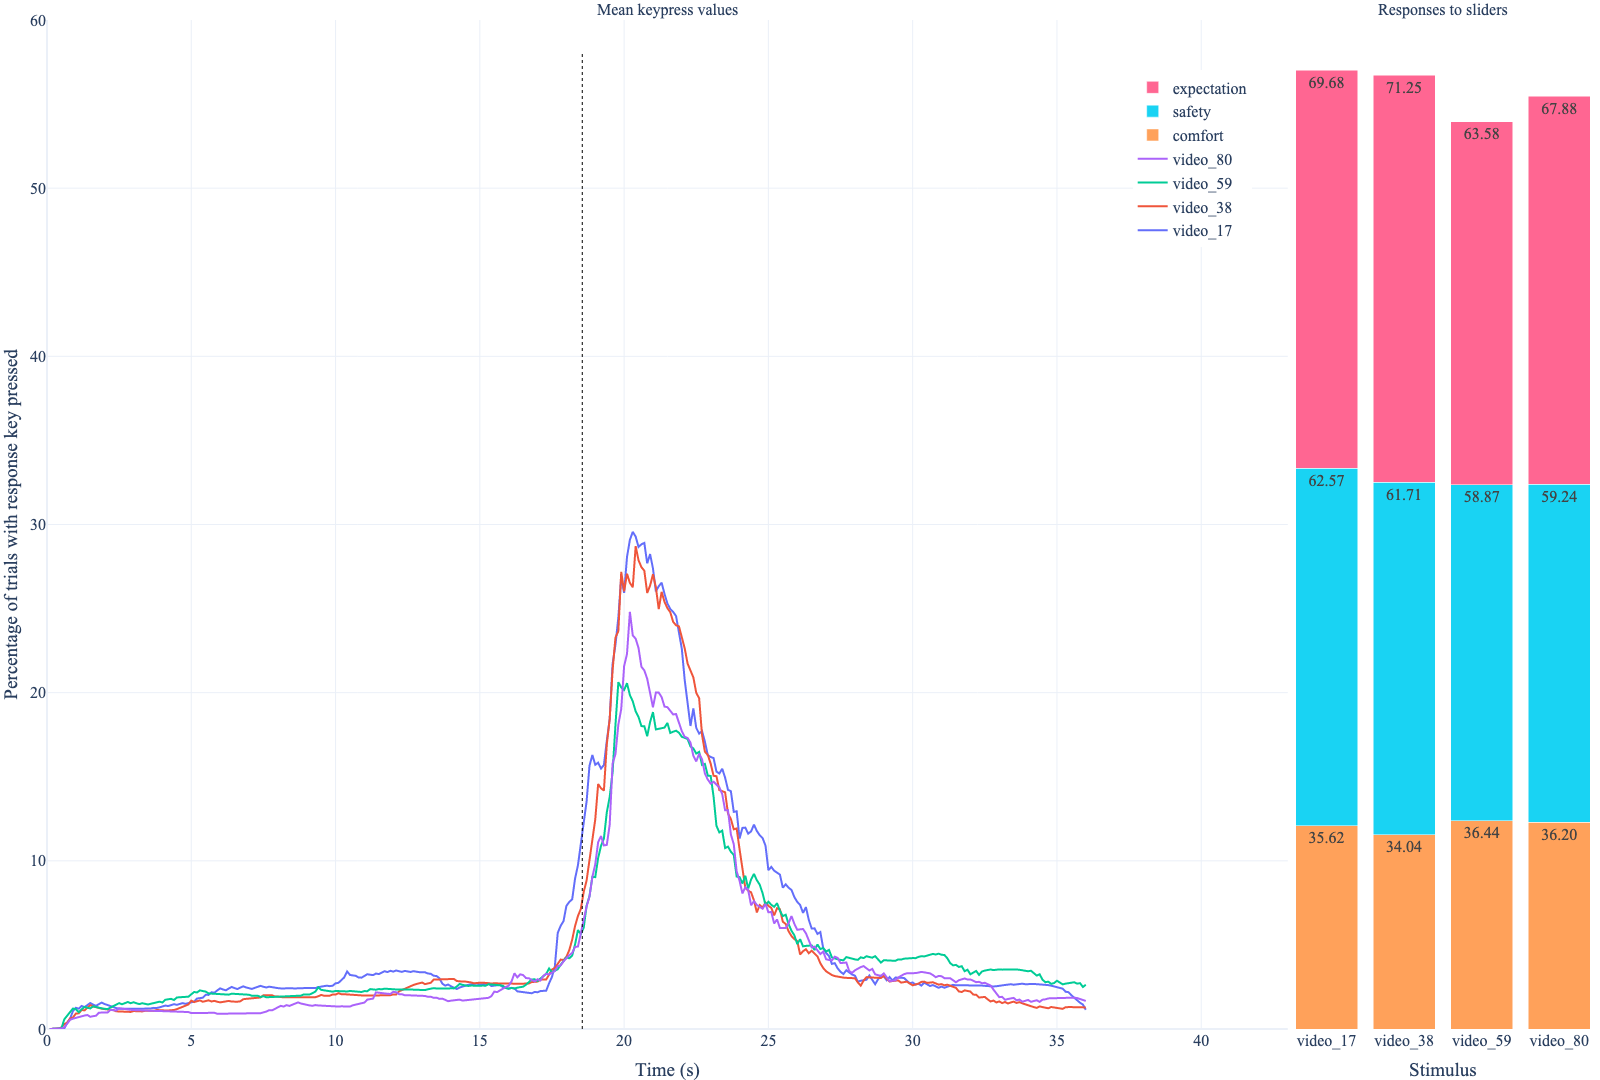 Mean keypress values
Responses to sliders
Percentage of trials with response key pressed
60
50
40
30
20
10
0
0 5 10 15 20 25 30 35 40
Time (s)
expectation
safety
comfort
video_80
video_59
video_38
video_17
69.68 71.25 63.58 67.88
62.57 61.71 58.87 59.24
35.62 34.04 36.44 36.20
video_17 video_38 video_59 video_80
Stimulus